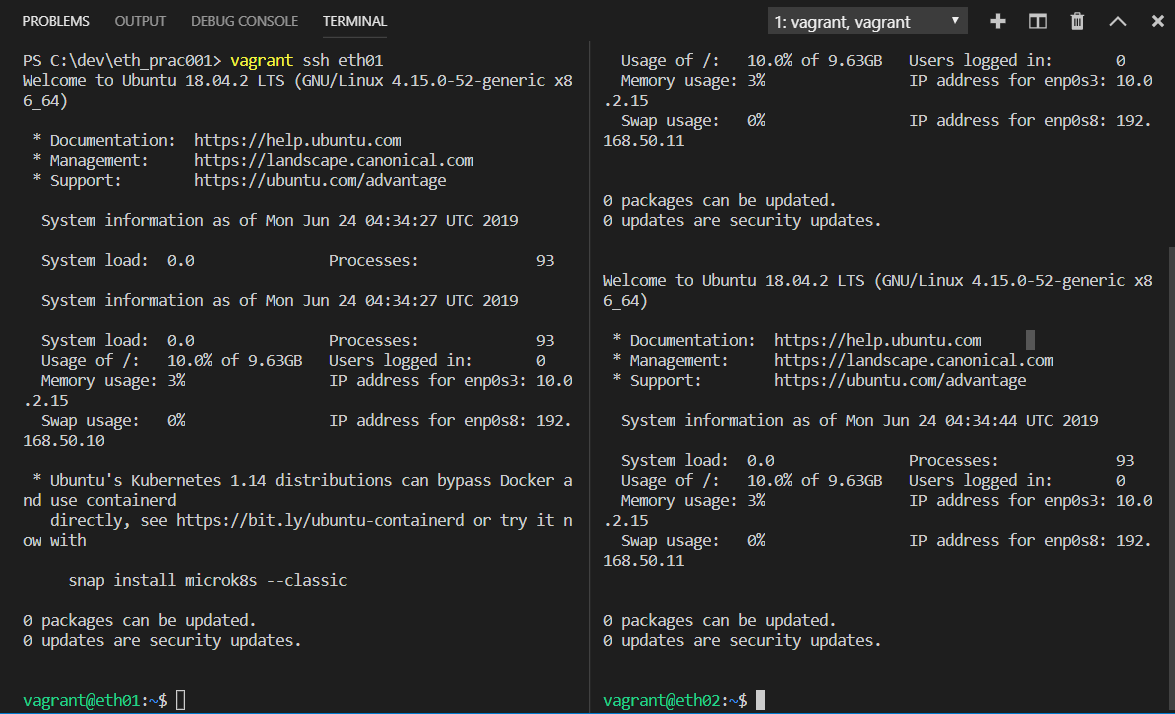 PROBLEMS OUTPUT DEBUG CONSOLE TERMINAL 1: vagrant, vagrant
PS C:\dev\eth_prac001> vagrant ssh eth01
Welcome to Ubuntu 18.04.2 LTS (GNU/Linux 4.15.0-52-generic x8
6_64)
* Documentation: https://help.ubuntu.com
* Management: https://landscape.canonical.com
* Support: https://ubuntu.com/advantage
System information as of Mon Jun 24 04:34:27 UTC 2019
System load: 0.0 Processes: 93
System information as of Mon Jun 24 04:34:27 UTC 2019
System load: 0.0 Processes: 93
Usage of /: 10.0% of 9.63GB Users logged in: 0
Memory usage: 3% IP address for enp0s3: 10.0
.2.15
Swap usage: 0% IP address for enp0s8: 192.
168.50.10
* Ubuntu's Kubernetes 1.14 distributions can bypass Docker a
nd use containerd
directly, see https://bit.ly/ubuntu-containerd or try it n
ow with
snap install microk8s --classic
0 packages can be updated.
0 updates are security updates.
vagrant@eth01:~$
Usage of /: 10.0% of 9.63GB Users logged in: 0
Memory usage: 3% IP address for enp0s3: 10.0
.2.15
Swap usage: 0% IP address for enp0s8: 192.
168.50.11
0 packages can be updated.
0 updates are security updates.
Welcome to Ubuntu 18.04.2 LTS (GNU/Linux 4.15.0-52-generic x8
6_64)
* Documentation: https://help.ubuntu.com
* Management: https://landscape.canonical.com
* Support: https://ubuntu.com/advantage
System information as of Mon Jun 24 04:34:44 UTC 2019
System load: 0.0 Processes: 93
Usage of /: 10.0% of 9.63GB Users logged in: 0
Memory usage: 3% IP address for enp0s3: 10.0
.2.15
Swap usage: 0% IP address for enp0s8: 192.
168.50.11
0 packages can be updated.
0 updates are security updates.
vagrant@eth02:~$